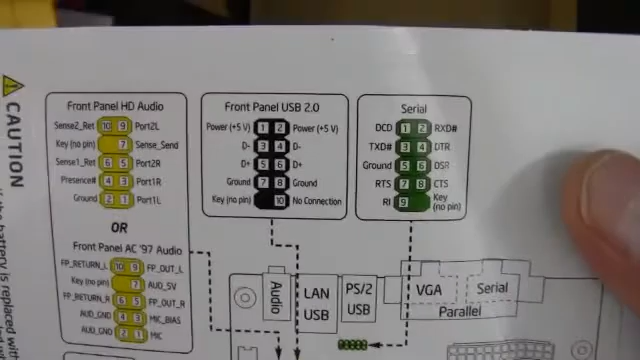 CAUTION
the battery is replaced with
Front Panel HD Audio
Sense2_Ret 10 9 Port2L
Key (no pin) 7 Sense_Send
Sense1_Ret 6 5 Port2R
Presence# 4 3 Port1R
Ground 2 1 Port1L
OR
Front Panel AC '97 Audio
FP_RETURN_L 10 9 FP_OUT_L
Key (no pin) 7 AUD_5V
FP_RETURN_R 6 5 FP_OUT_R
AUD_GND 4 3 MIC_BIAS
AUD_GND 2 1 MIC
Front Panel USB 2.0
Power (+5 V) 1 2 Power (+5 V)
D- 3 4 D-
D+ 5 6 D+
Ground 7 8 Ground
Key (no pin) 10 No Connection
Serial
DCD 1 2 RXD#
TXD# 3 4 DTR
Ground 5 6 DSR
RTS 7 8 CTS
RI 9 Key
(no pin)
Audio
LAN
USB
PS/2
USB
VGA
Serial
Parallel